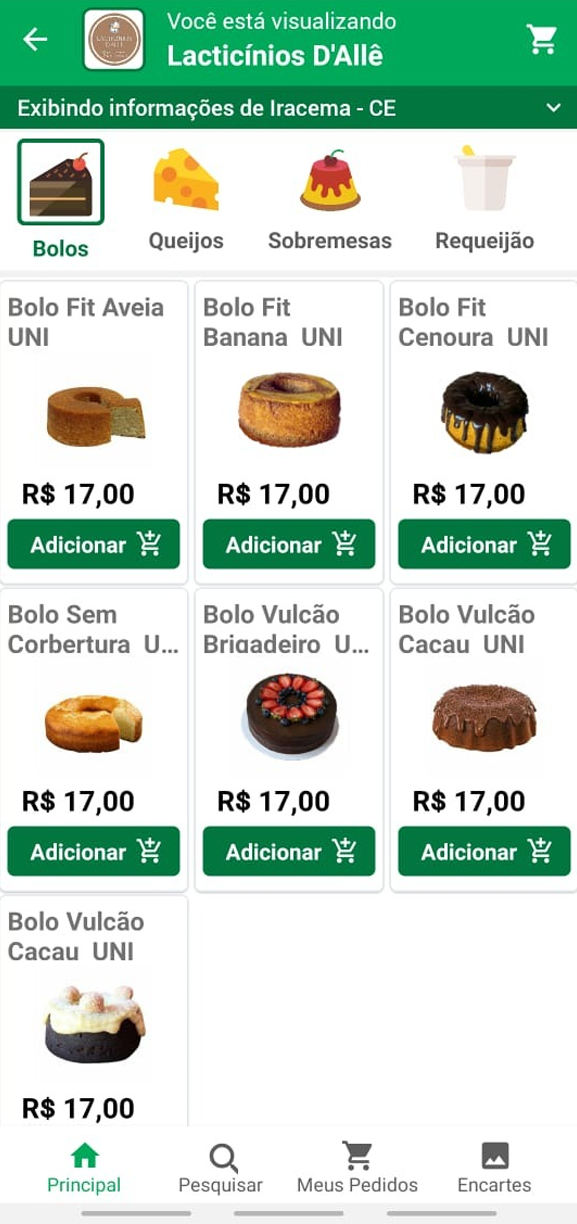 Você está visualizando
Lacticínios D'Allê
Exibindo informações de Iracema - CE
Bolos
Queijos
Sobremesas
Requeijão
Bolo Fit Aveia
UNI
R$ 17,00
Adicionar
Bolo Fit
Banana UNI
R$ 17,00
Adicionar
Bolo Fit
Cenoura UNI
R$ 17,00
Adicionar
Bolo Sem
Corbertura U...
R$ 17,00
Adicionar
Bolo Vulcão
Brigadeiro U...
R$ 17,00
Adicionar
Bolo Vulcão
Cacau UNI
R$ 17,00
Adicionar
Bolo Vulcão
Cacau UNI
R$ 17,00
Principal
Pesquisar
Meus Pedidos
Encartes